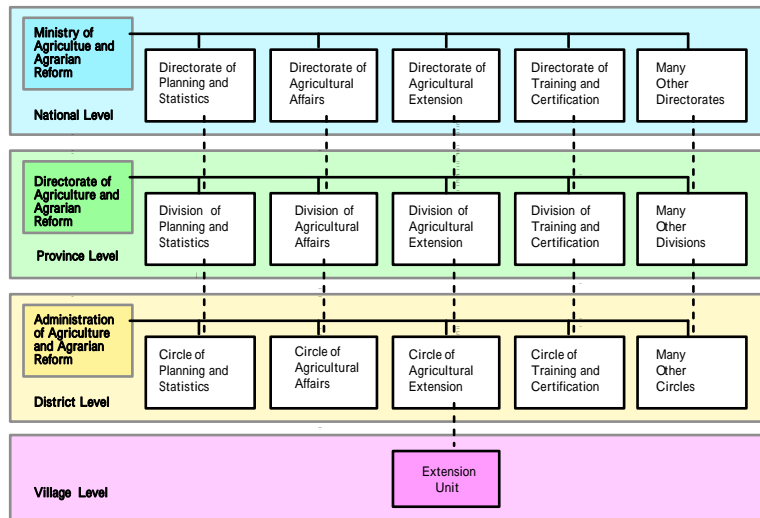 Ministry of
Agricultue and
Agrarian
Reform
National Level
Directorate of
Planning and
Statistics
Directorate of
Agricultural
Affairs
Directorate of
Agricultural
Extension
Directorate of
Training and
Certification
Many
Other
Directorates
Directorate of
Agriculture and
Agrarian
Reform
Province Level
Division of
Planning and
Statistics
Division of
Agricultural
Affairs
Division of
Agricultural
Extension
Division of
Training and
Certification
Many
Other
Divisions
Administration
of Agriculture
and Agrarian
Reform
District Level
Circle of
Planning and
Statistics
Circle of
Agricultural
Affairs
Circle of
Agricultural
Extension
Circle of
Training and
Certification
Many
Other
Circles
Village Level
Extension
Unit